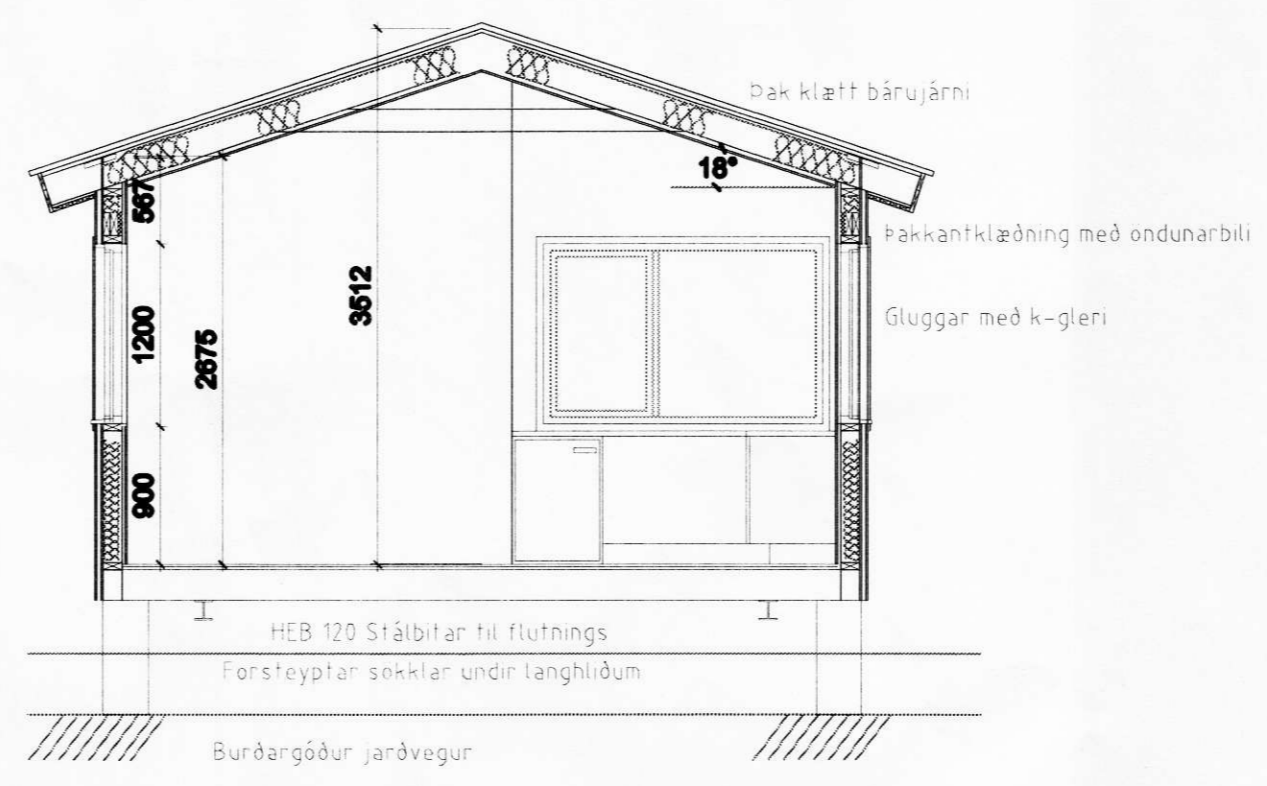 Þak klætt bárujárni
18°
567
Þakkantklæðning með ondunarbili
3512
Gluggar með k-gleri
1200
2675
900
HEB 120 Stálbitar til flutnings
Forsteyptar sökklar undir langhliðum
Burðargóður jarðvegur